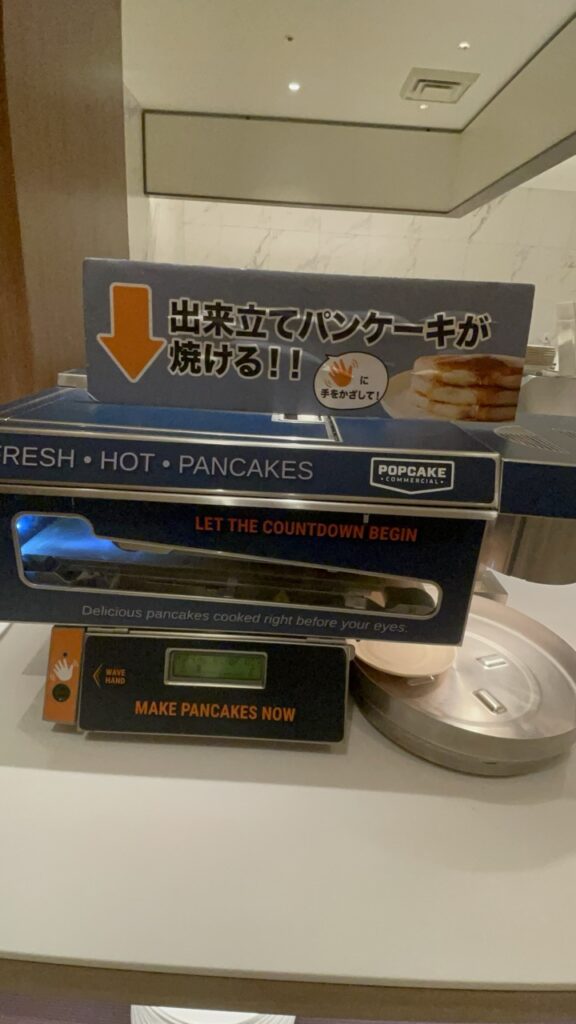 出来立てパンケーキが
焼ける!!
に
手をかざして!
FRESH • HOT • PANCAKES
POPCAKE
• COMMERCIAL •
LET THE COUNTDOWN BEGIN
Delicious pancakes cooked right before your eyes.
WAVE
HAND
MAKE PANCAKES NOW